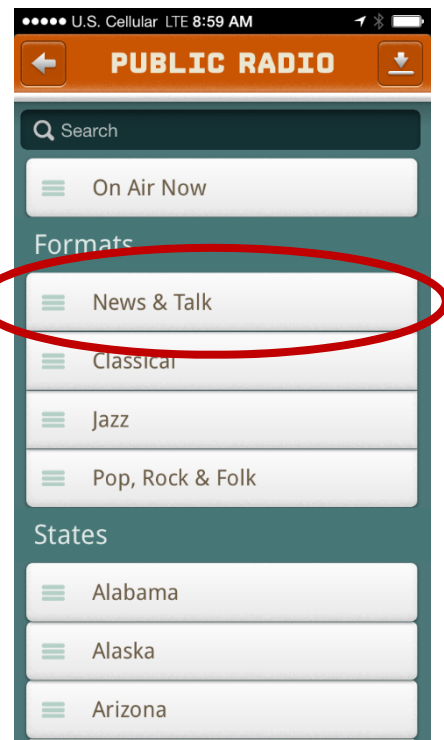 U.S. Cellular LTE 8:59 AM
PUBLIC RADIO
Search
On Air Now
Formats
News & Talk
Classical
Jazz
Pop, Rock & Folk
States
Alabama
Alaska
Arizona